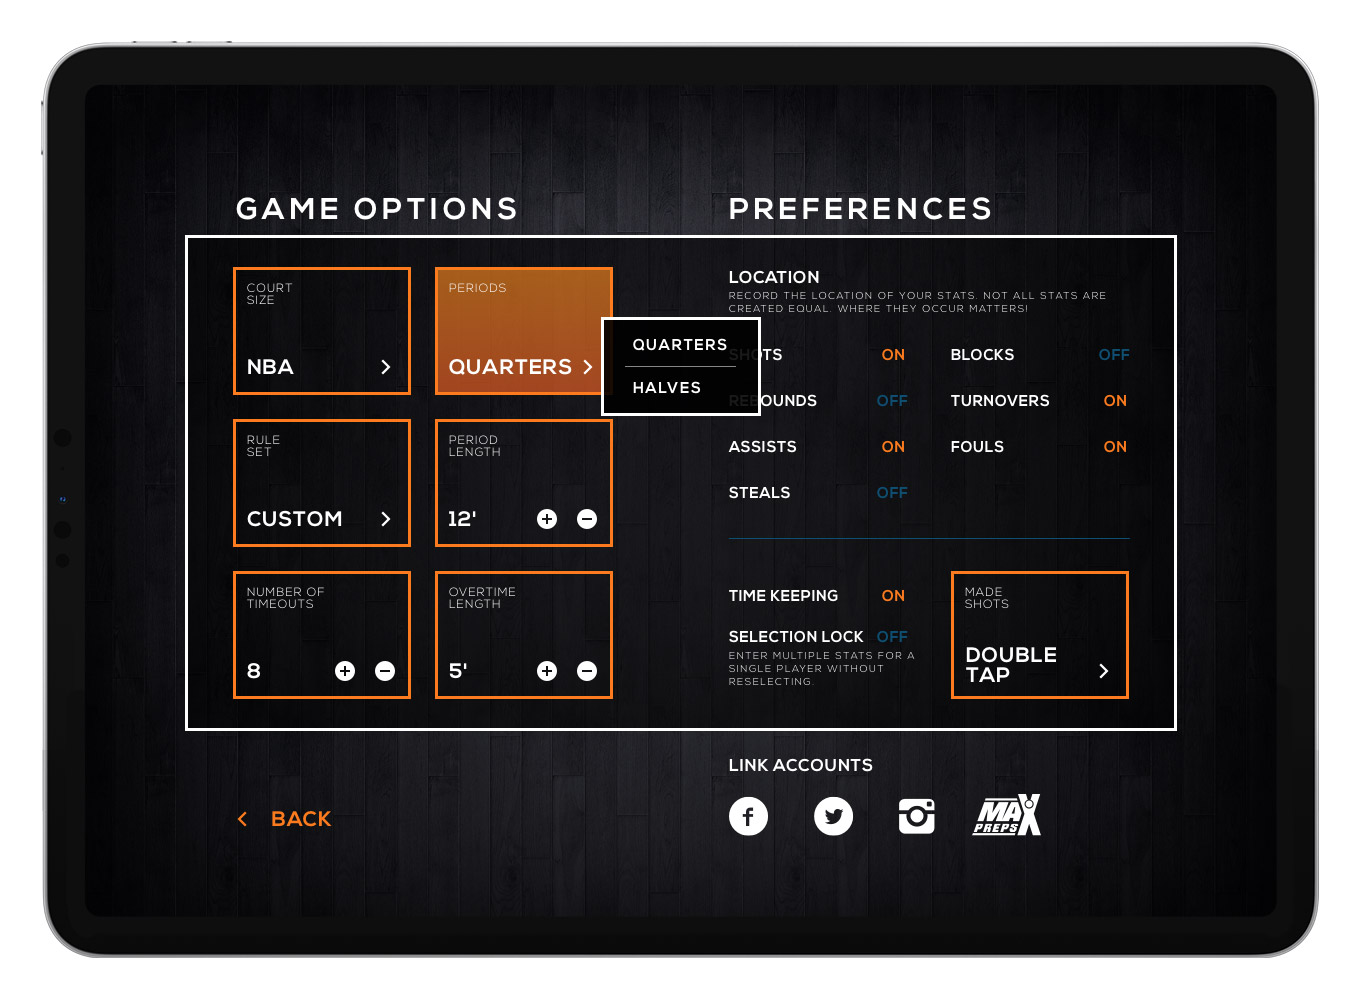 GAME OPTIONS
PREFERENCES
COURT
SIZE
NBA
PERIODS
QUARTERS
QUARTERS
HALVES
RULE
SET
CUSTOM
PERIOD
LENGTH
12'
NUMBER OF
TIMEOUTS
8
OVERTIME
LENGTH
5'
LOCATION
RECORD THE LOCATION OF YOUR STATS. NOT ALL STATS ARE
CREATED EQUAL. WHERE THEY OCCUR MATTERS!
SHOTS ON BLOCKS OFF
REBOUNDS OFF TURNOVERS ON
ASSISTS ON FOULS ON
STEALS OFF
TIME KEEPING ON
SELECTION LOCK OFF
ENTER MULTIPLE STATS FOR A
SINGLE PLAYER WITHOUT
RESELECTING.
MADE
SHOTS
DOUBLE
TAP
BACK
LINK ACCOUNTS
MAX
PREPS